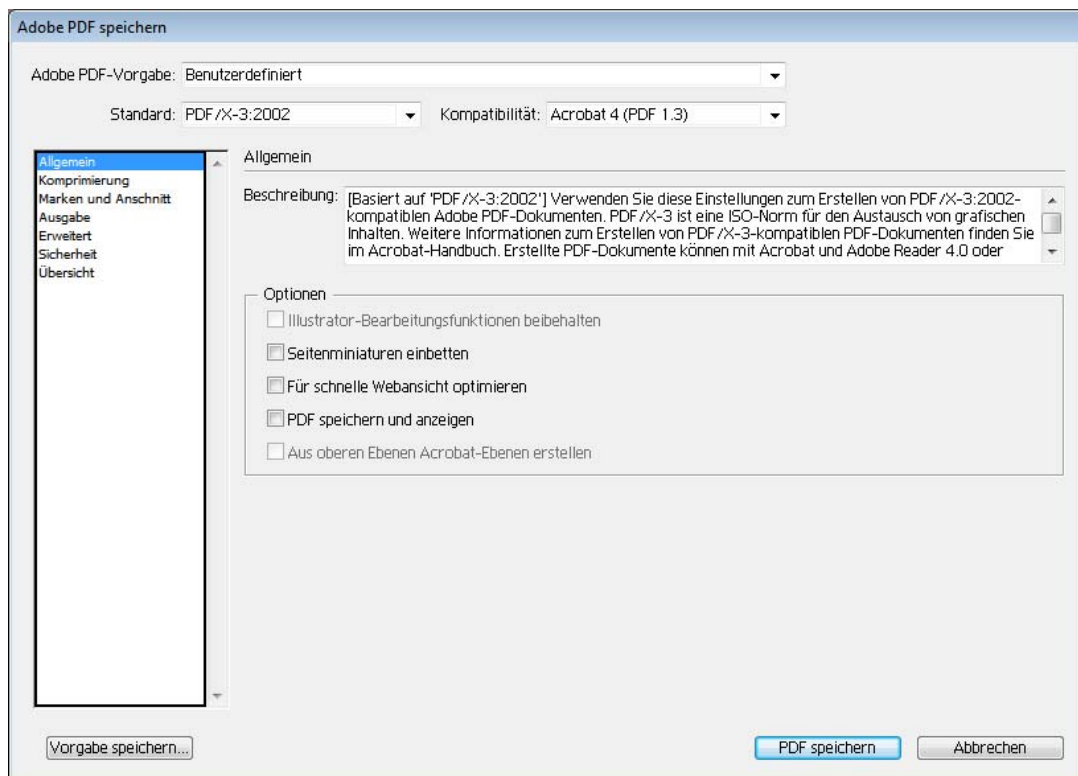 Adobe PDF speichern
Adobe PDF-Vorgabe: Benutzerdefiniert
Standard: PDF/X-3:2002 Kompatibilität: Acrobat 4 (PDF 1.3)
Allgemein
Komprimierung
Marken und Anschnitt
Ausgabe
Erweitert
Sicherheit
Übersicht
Allgemein
Beschreibung: [Basiert auf 'PDF/X-3:2002'] Verwenden Sie diese Einstellungen zum Erstellen von PDF/X-3:2002-
kompatiblen Adobe PDF-Dokumenten. PDF/X-3 ist eine ISO-Norm für den Austausch von grafischen
Inhalten. Weitere Informationen zum Erstellen von PDF/X-3-kompatiblen PDF-Dokumenten finden Sie
im Acrobat-Handbuch. Erstellte PDF-Dokumente können mit Acrobat und Adobe Reader 4.0 oder
Optionen
Illustrator-Bearbeitungsfunktionen beibehalten
Seitenminiaturen einbetten
Für schnelle Webansicht optimieren
PDF speichern und anzeigen
Aus oberen Ebenen Acrobat-Ebenen erstellen
Vorgabe speichern... PDF speichern Abbrechen